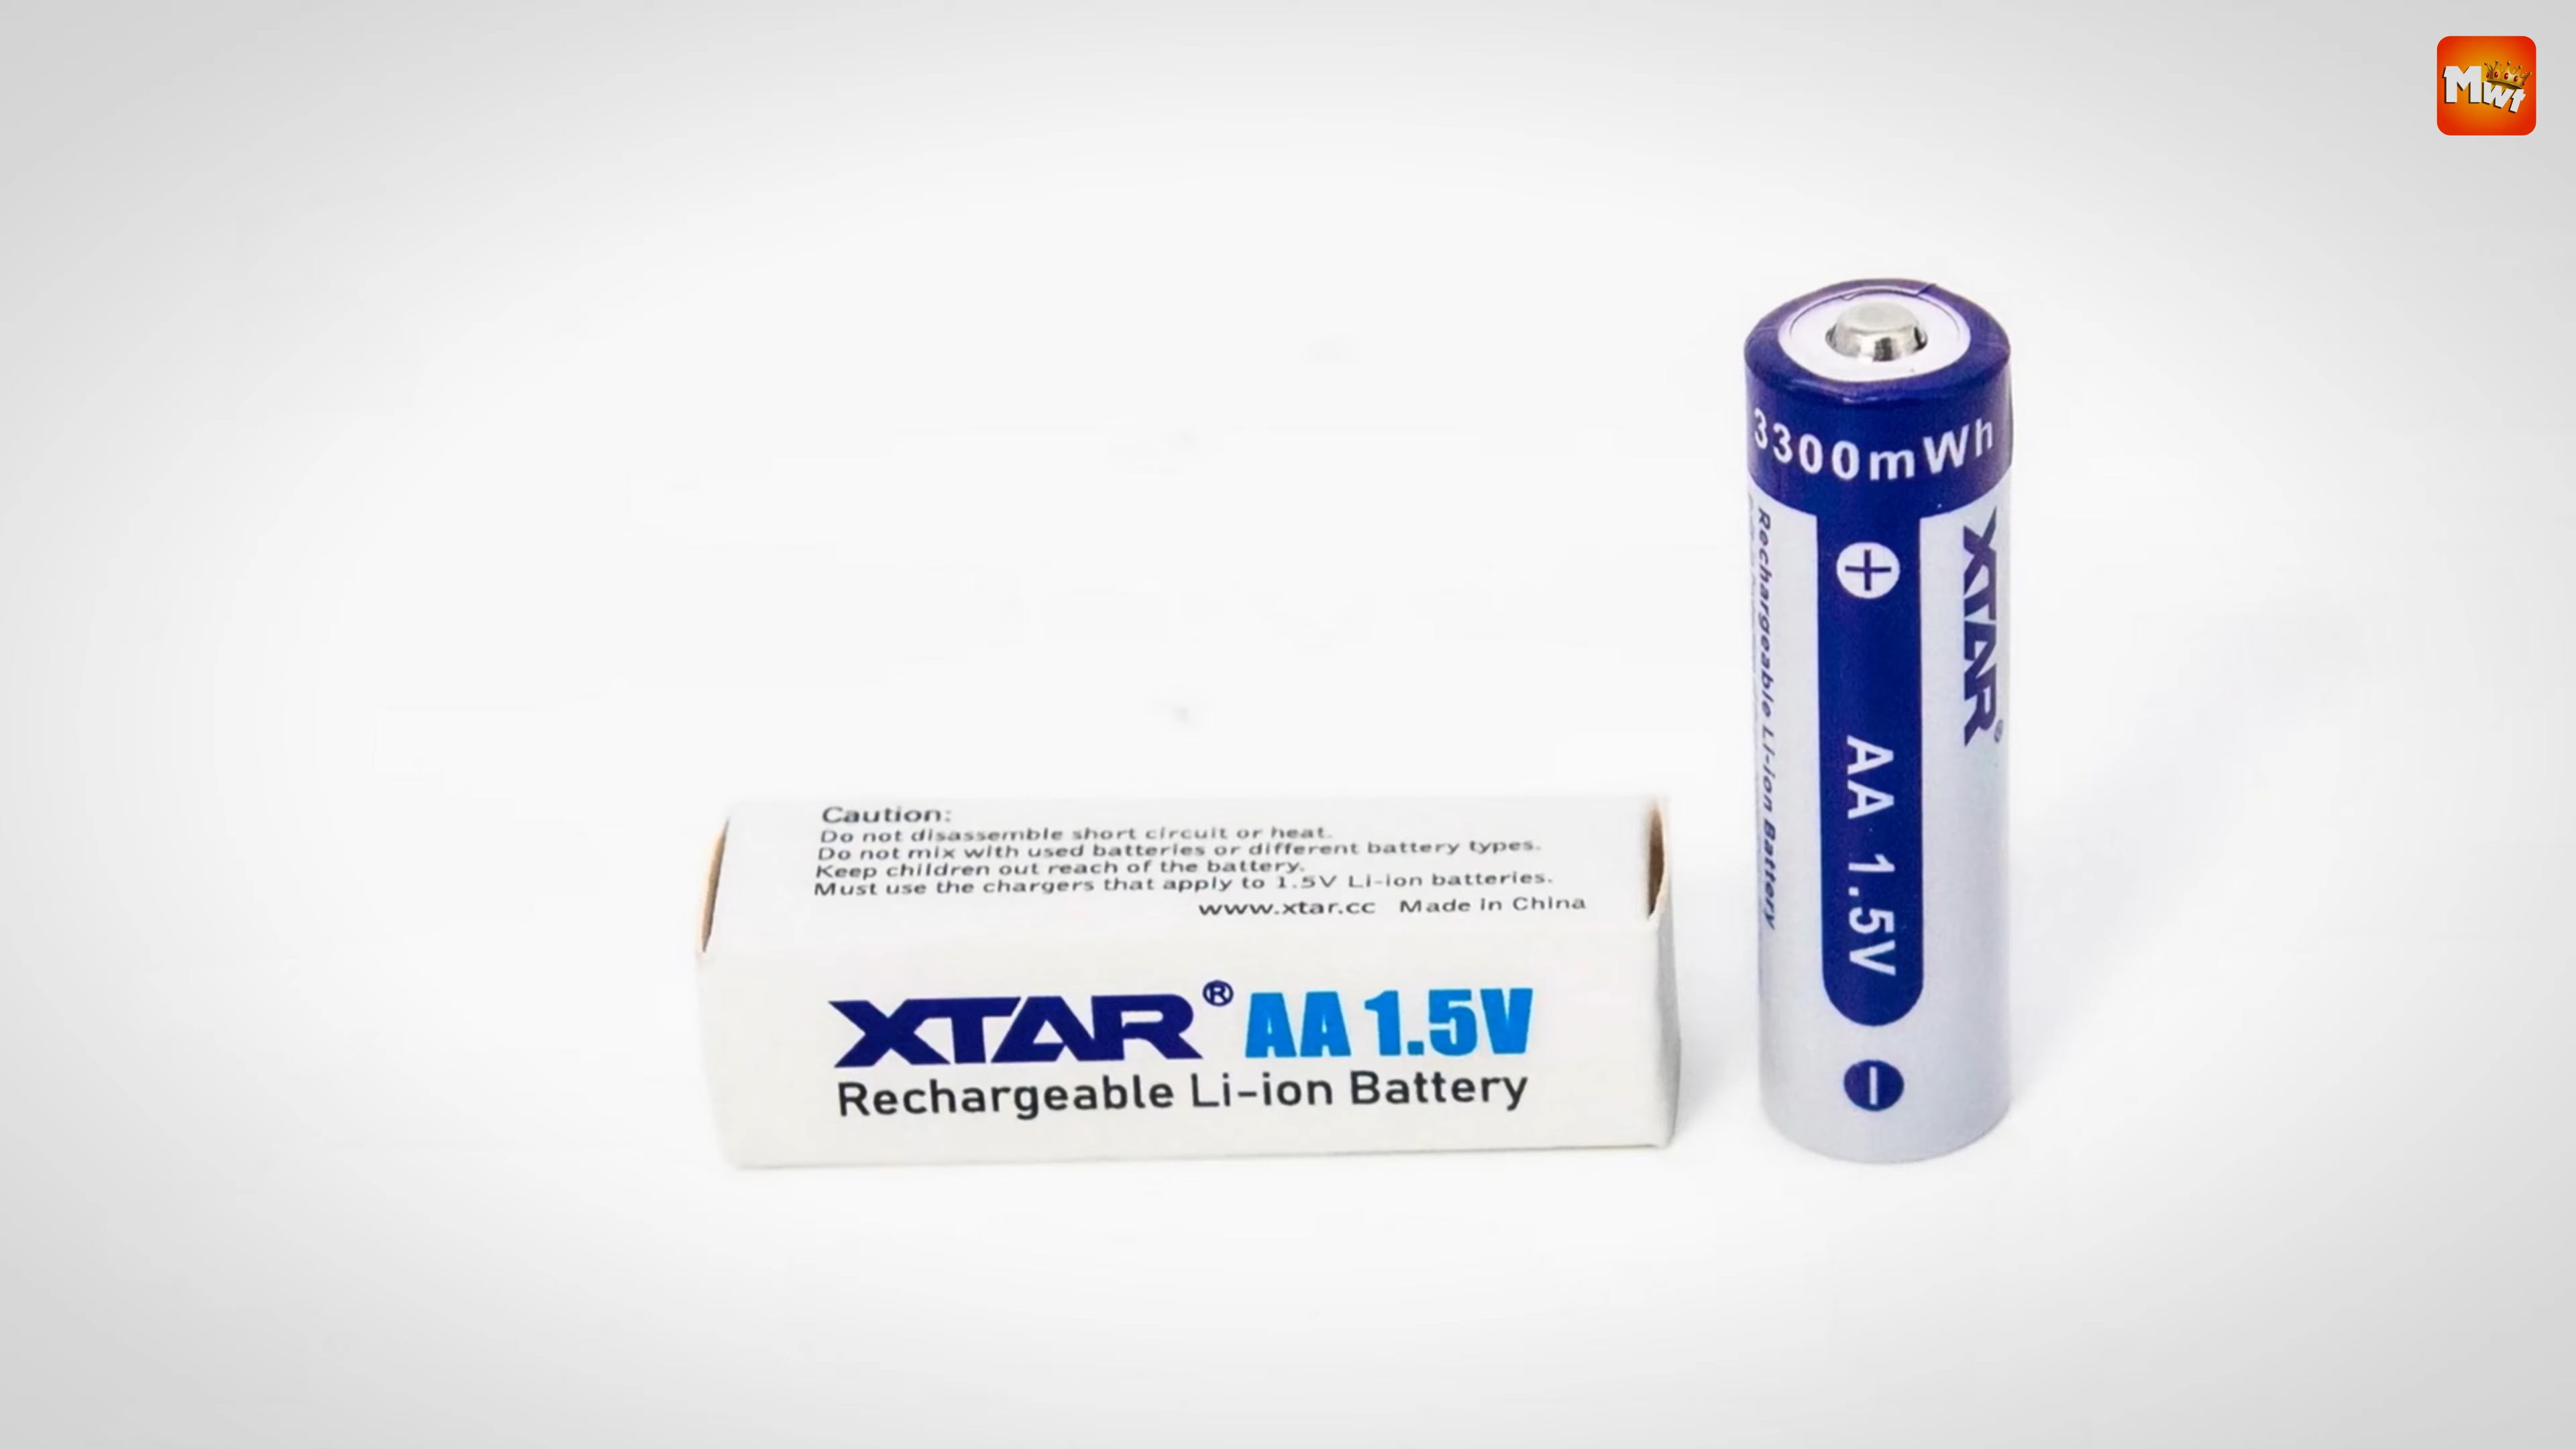 Mwt
Caution:
Do not disassemble short circuit or heat.
Do not mix with used batteries or different battery types.
Keep children out reach of the battery.
Must use the chargers that apply to 1.5V Li-ion batteries.
www.xtar.cc Made in China
XTAR® AA 1.5V
Rechargeable Li-ion Battery
3300mWh
XTAR®
AA 1.5V
Rechargeable Li-ion Battery